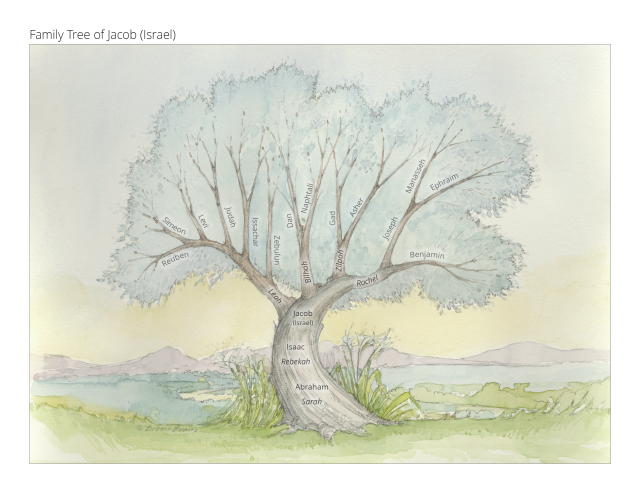 Family Tree of Jacob (Israel)
Reuben
Simeon
Levi
Judah
Issachar
Zebulun
Dan
Naphtali
Gad
Asher
Joseph
Manasseh
Ephraim
Benjamin
Leah
Bilhah
Zilpah
Rachel
Jacob
(Israel)
Isaac
Rebekah
Abraham
Sarah